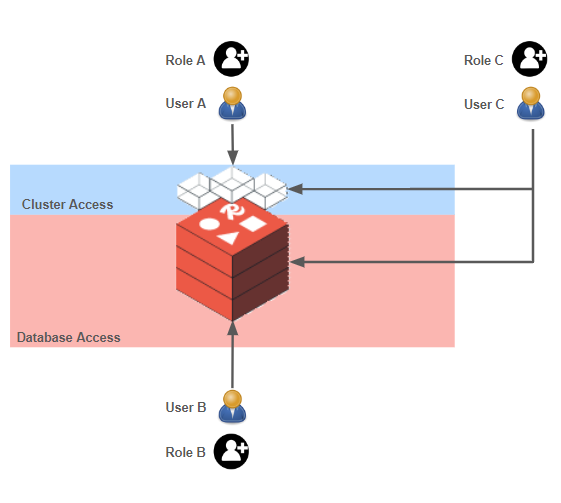 Role A
Role C
User A
User C
Cluster Access
Database Access
User B
Role B